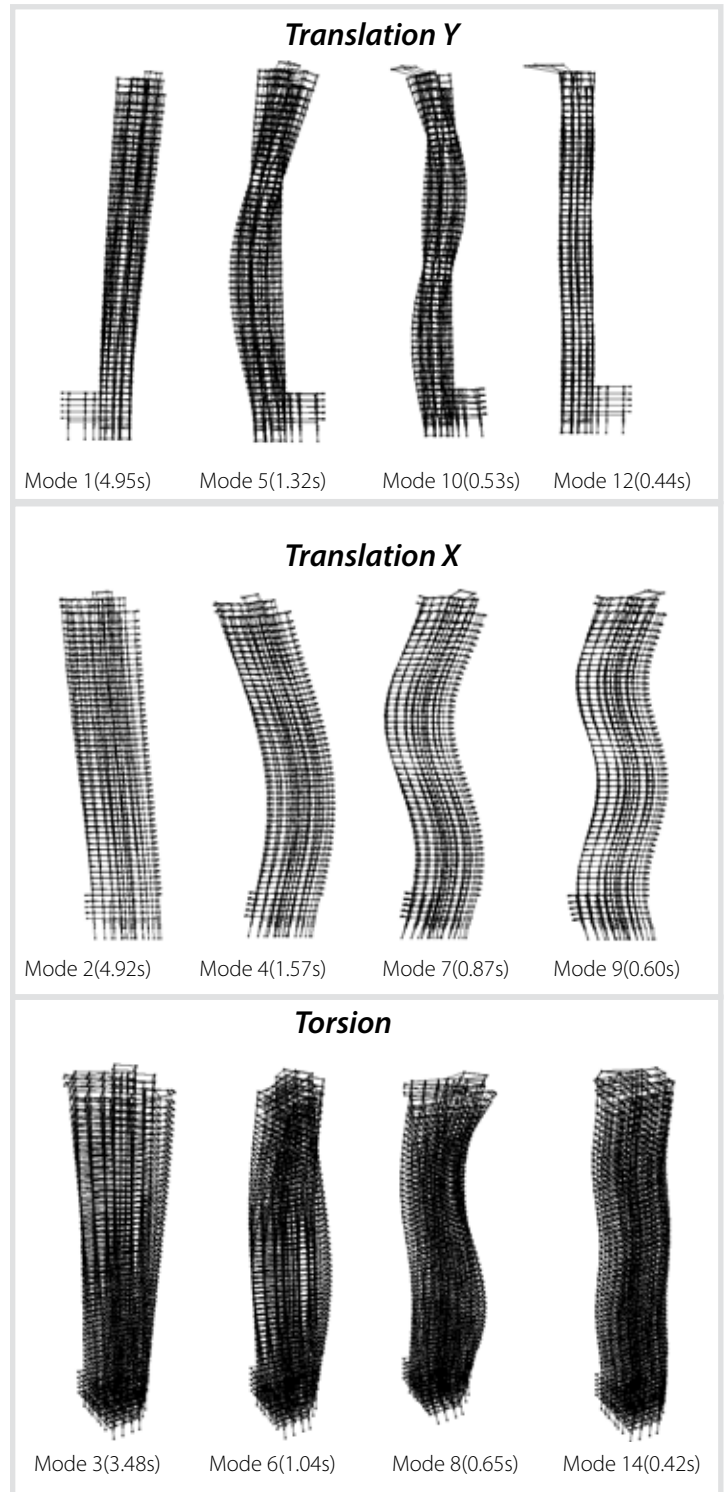 Translation Y
Mode 1(4.95s) Mode 5(1.32s) Mode 10(0.53s) Mode 12(0.44s)
Translation X
Mode 2(4.92s) Mode 4(1.57s) Mode 7(0.87s) Mode 9(0.60s)
Torsion
Mode 3(3.48s) Mode 6(1.04s) Mode 8(0.65s) Mode 14(0.42s)